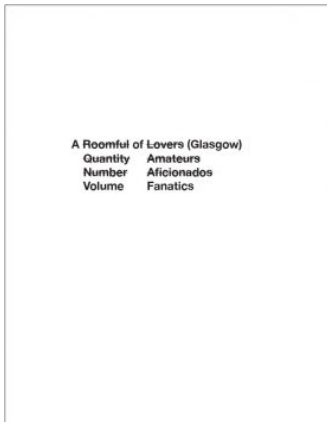 A Roomful of Lovers (Glasgow)
Quantity Amateurs
Number Aficionados
Volume Fanatics